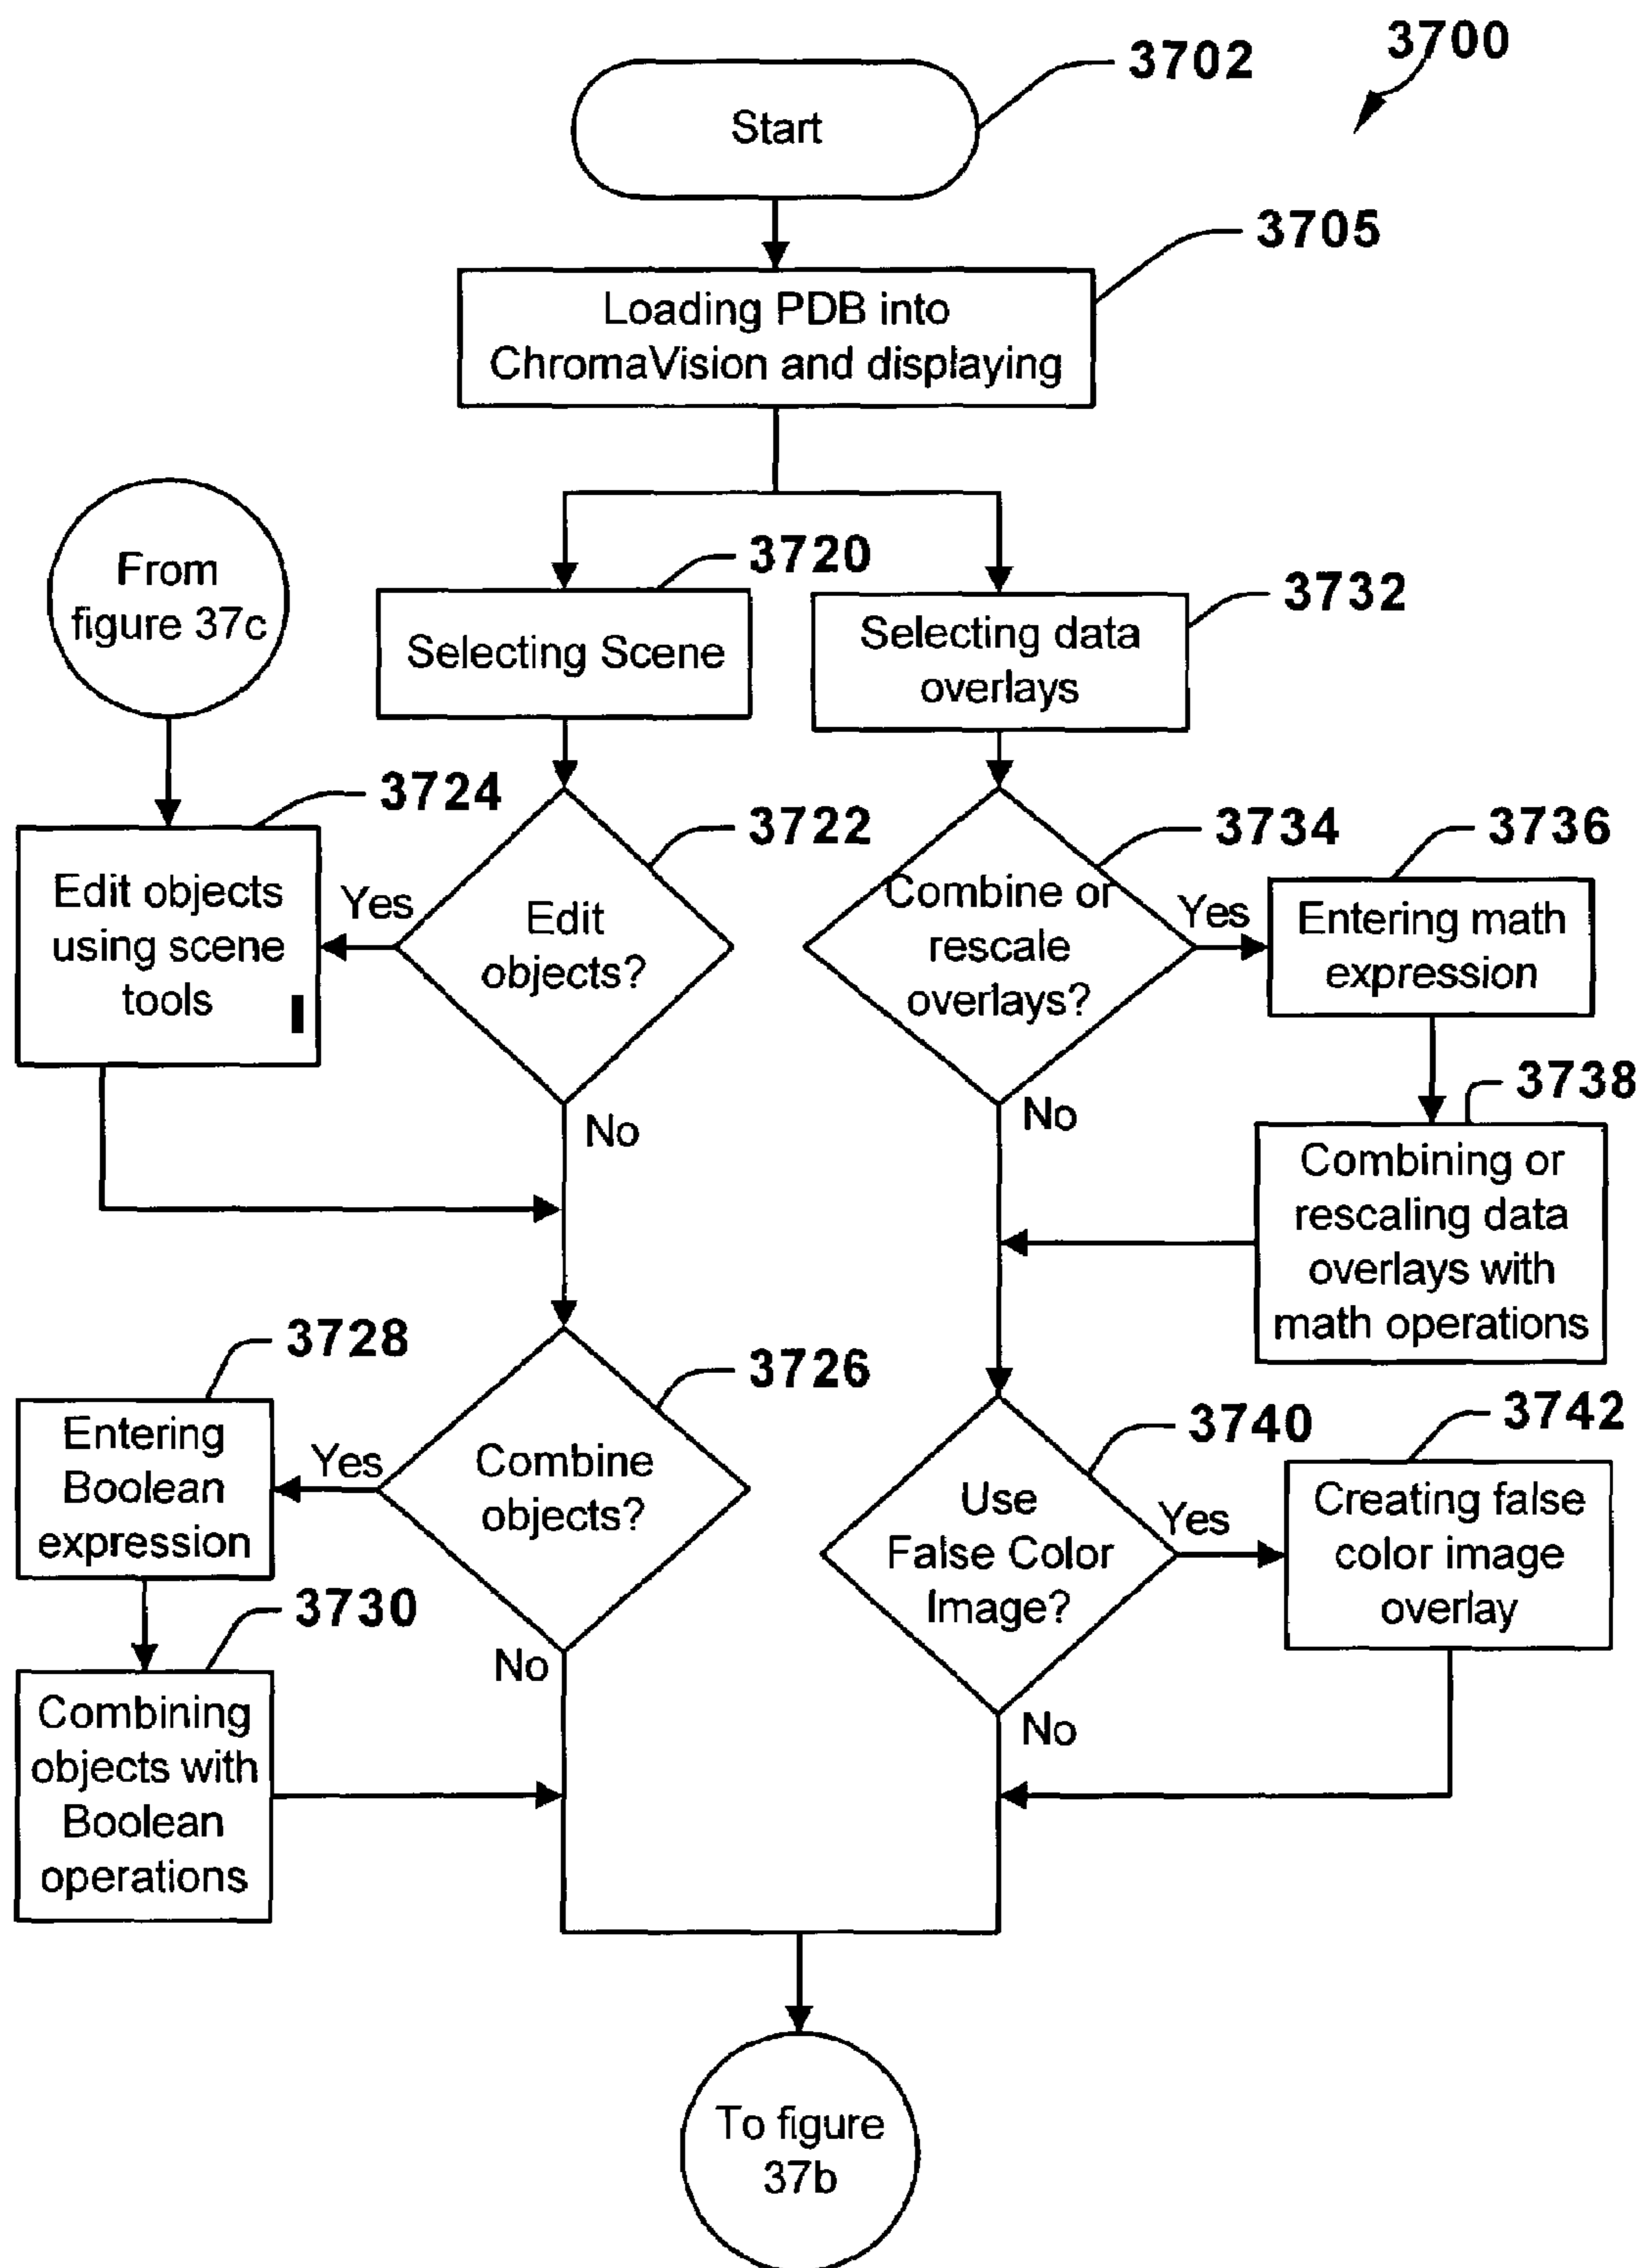 3700
3702
Start
3705
Loading PDB into
ChromaVision and displaying
From
figure 37c
3720
Selecting Scene
3732
Selecting data
overlays
3724
Edit objects
using scene
tools
Yes
3722
Edit
objects?
No
3734
Combine or
rescale
overlays?
Yes
No
3736
Entering math
expression
3738
Combining or
rescaling data
overlays with
math operations
3728
Entering
Boolean
expression
Yes
3726
Combine
objects?
No
3730
Combining
objects with
Boolean
operations
3740
Use
False Color
Image?
Yes
No
3742
Creating false
color image
overlay
To figure
37b